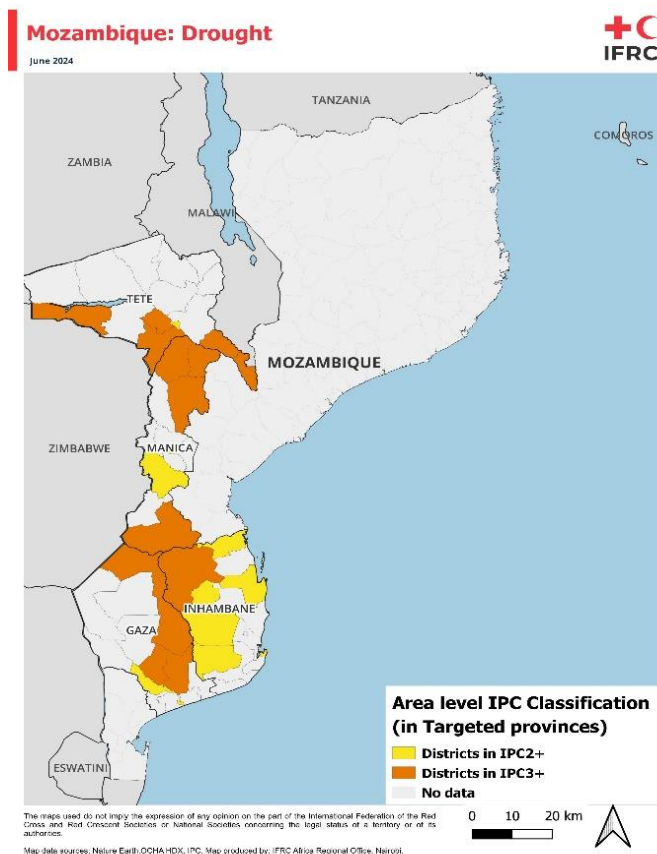 Mozambique: Drought
IFRC
June 2024
TANZANIA
COMOROS
ZAMBIA
MALAWI
TETE
MOZAMBIQUE
ZIMBABWE
MANICA
INHAMBANE
GAZA
ESWATINI
Area level IPC Classification
(in Targeted provinces)
Districts in IPC2+
Districts in IPC3+
No data
The maps used do not imply the expression of any opinion on the part of the International Federation of the Red
Cross and Red Crescent Societies or National Societies concerning the legal status of a territory or of its
authorities.
0 10 20 km
Map data sources: Nature Earth,OCHA HDX, IPC. Map produced by: IFRC Africa Regional Office, Nairobi.